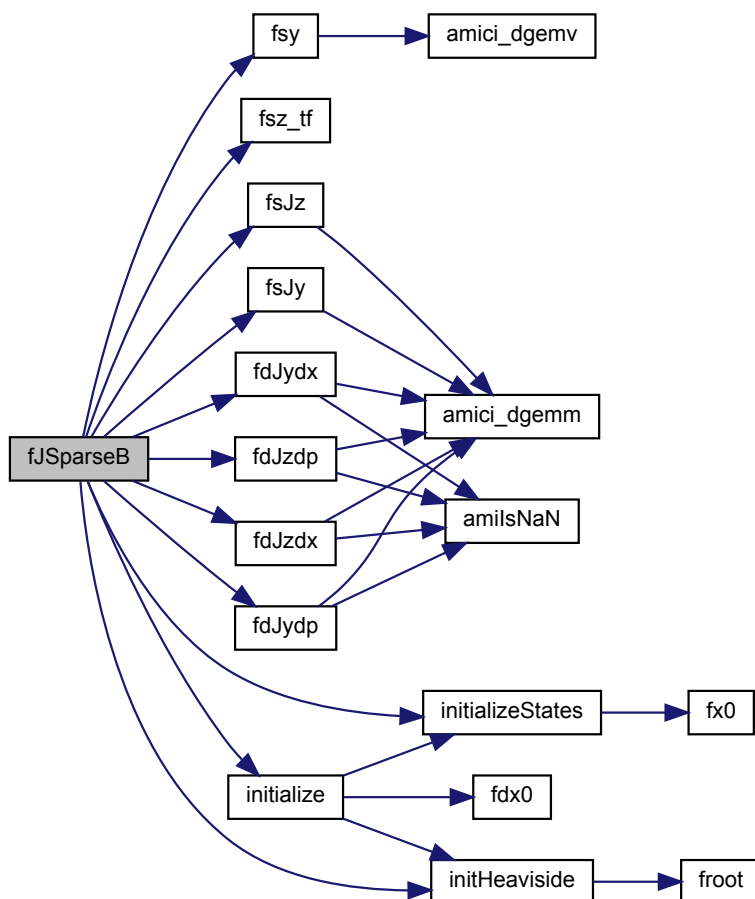 fsy
amici_dgemv
fsz_tf
fsJz
fsJy
fdJydx
amici_dgemm
fJSparseB
fdJzdp
amiIsNaN
fdJzdx
fdJydp
initializeStates
fx0
initialize
fdx0
initHeaviside
froot